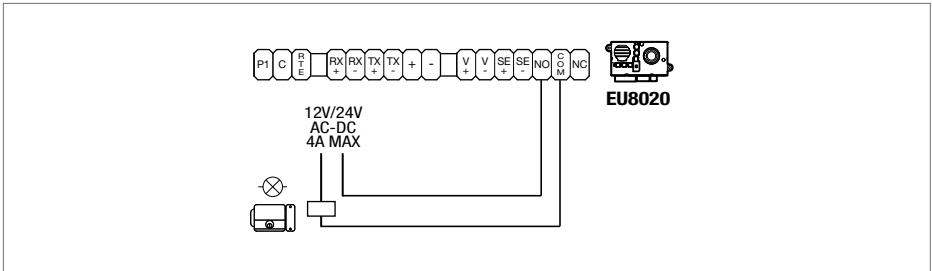 P1 C RTE RX+ RX- TX+ TX- + - V+ V- SE+ SE- NO COM NC
EU8020
12V/24V
AC-DC
4A MAX